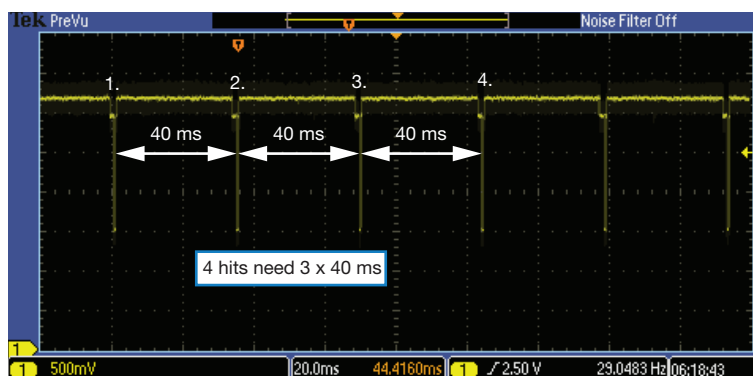 Tek PreVu
Noise Filter Off
T
T
1. 2. 3. 4.
40 ms 40 ms 40 ms
4 hits need 3 x 40 ms
1
1 500mV 20.0ms 44.4160ms 1 2.50 V 29.0483 Hz 06:18:43